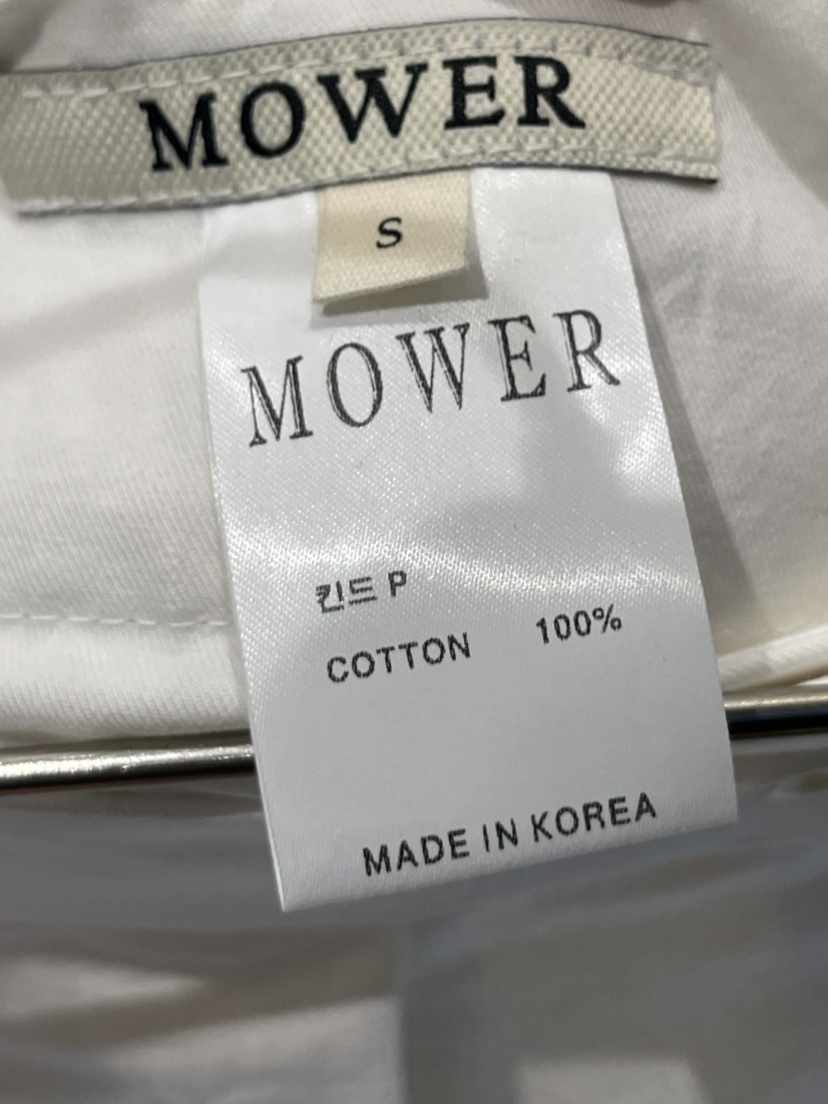 MOWER
S
MOWER
킨드 P
COTTON 100%
MADE IN KOREA